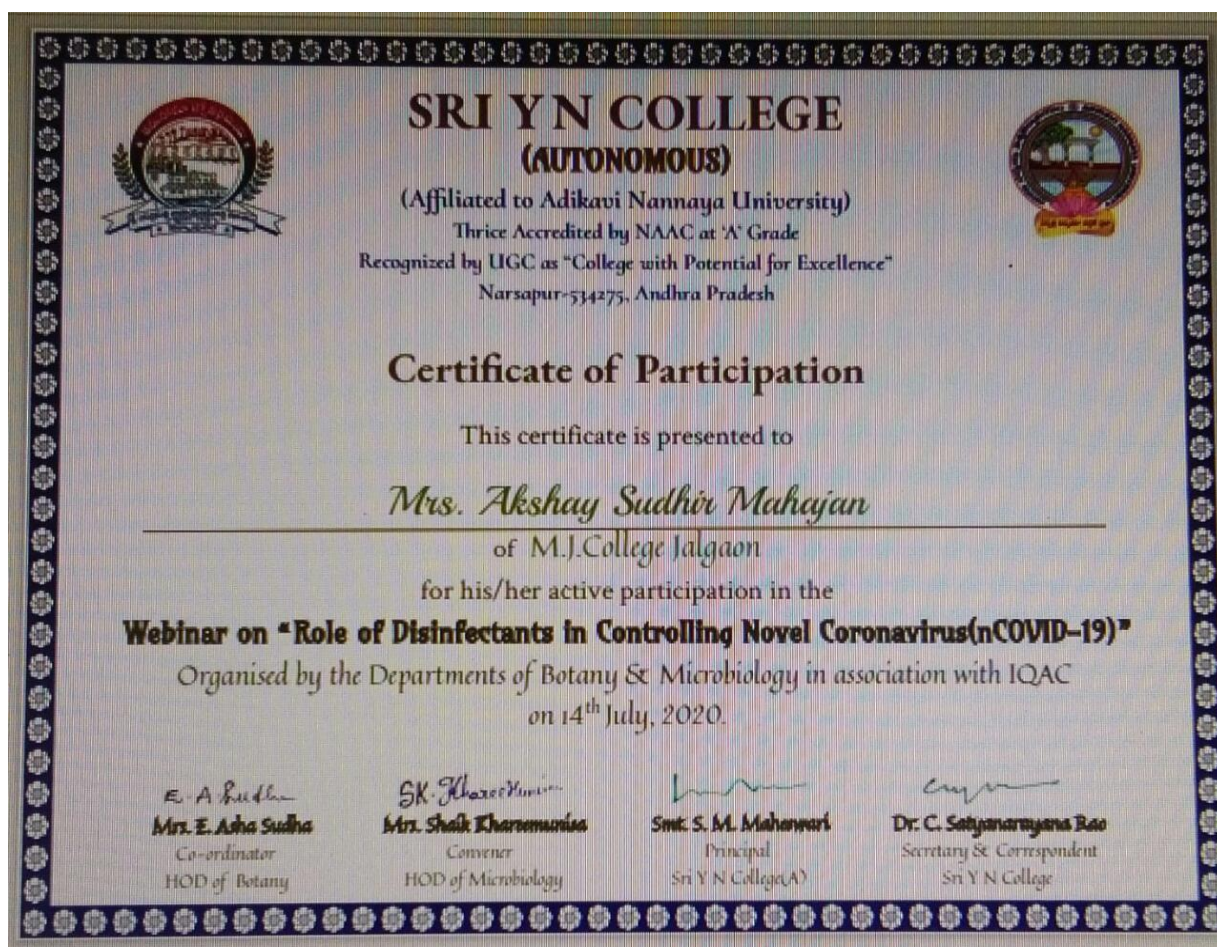 SRI Y N COLLEGE
(AUTONOMOUS)
(Affiliated to Adikavi Nannaya University)
Thrice Accredited by NAAC at 'A' Grade
Recognized by UGC as "College with Potential for Excellence"
Narsapur-534275, Andhra Pradesh
Certificate of Participation
This certificate is presented to
Mrs. Akshay Sudhir Mahajan
of M.J.College Jalgaon
for his/her active participation in the
Webinar on "Role of Disinfectants in Controlling Novel Coronavirus(nCOVID-19)"
Organised by the Departments of Botany & Microbiology in association with IQAC
on 14th July, 2020.
E. A Sudha
SK.
Mrs. E. Asha Sudha
Mrs. Shaik Khareemunisa
Smt. S. M. Maheswari
Dr. C. Satyanarayana Rao
Co-ordinator
Convener
Principal
Secretary & Correspondent
HOD of Botany
HOD of Microbiology
Sri Y N College(A)
Sri Y N College